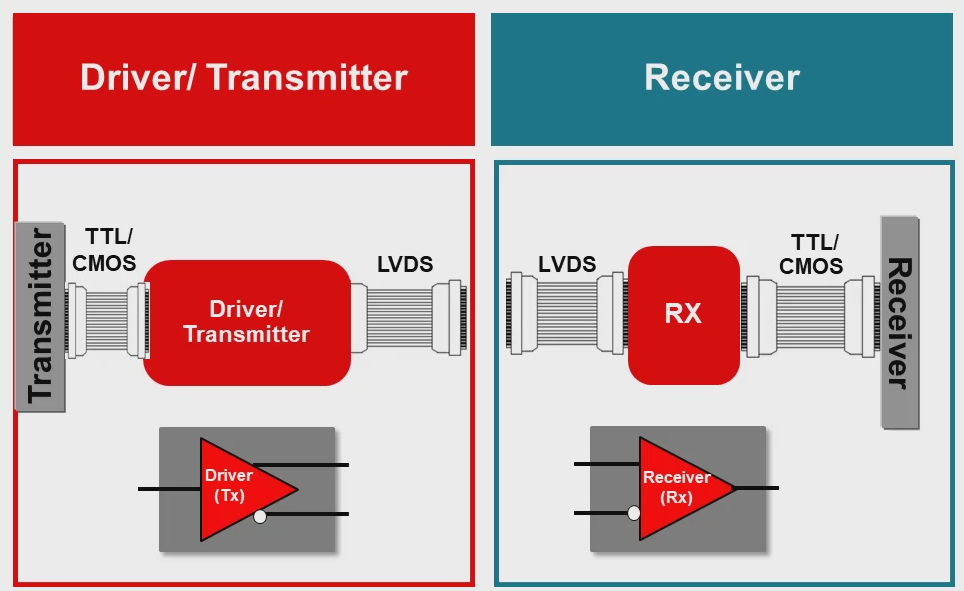 Driver/ Transmitter
Receiver
Transmitter
TTL/
CMOS
Driver/
Transmitter
LVDS
Driver
(Tx)
LVDS
RX
TTL/
CMOS
Receiver
Receiver
(Rx)